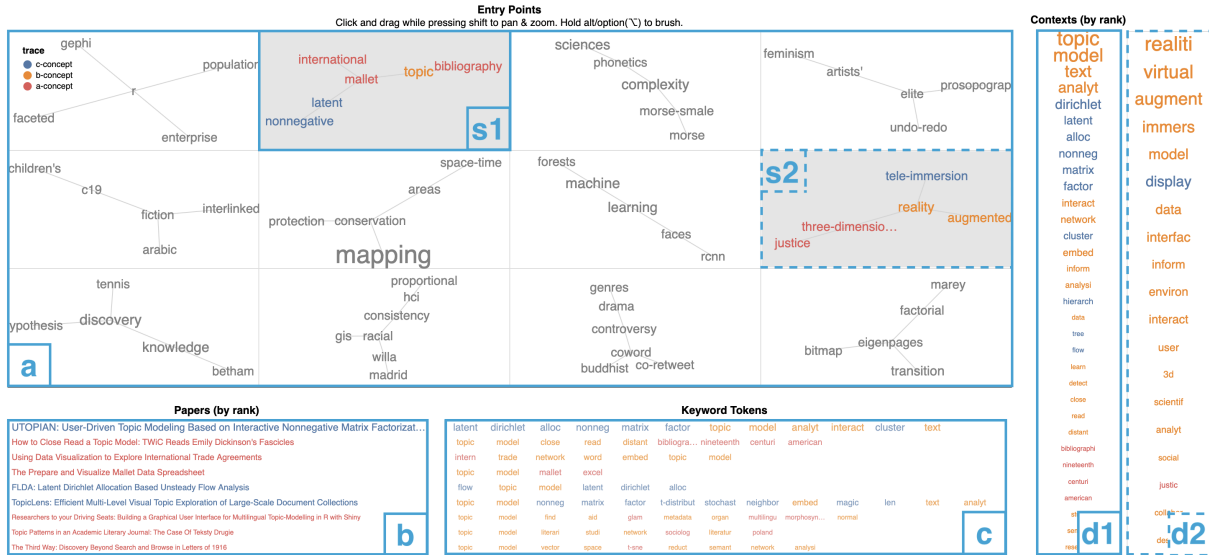 Entry Points
Click and drag while pressing shift to pan & zoom. Hold alt/option(⌥) to brush.
trace
c-concept
b-concept
a-concept
gephi
population
r
faceted
enterprise
international
topic
bibliography
mallet
latent
nonnegative
s1
sciences
phonetics
complexity
morse-smale
morse
feminism
artists'
elite
prosopograp
undo-redo
children's
c19
fiction
interlinked
arabic
space-time
areas
protection
conservation
mapping
forests
machine
learning
faces
rcnn
s2
tele-immersion
reality
augmented
three-dimensio…
justice
tennis
ypothesis
discovery
knowledge
betham
a
proportional
hci
consistency
gis
racial
willa
madrid
genres
drama
controversy
coword
buddhist
co-retweet
marey
factorial
bitmap
eigenpages
transition
Contexts (by rank)
topic
model
text
analyt
dirichlet
latent
alloc
nonneg
matrix
factor
interact
network
cluster
embed
inform
analysi
hierarch
data
tree
flow
learn
detect
close
read
distant
bibliographi
nineteenth
centuri
american
d1
realiti
virtual
augment
immers
model
display
data
interfac
inform
environ
interact
user
3d
scientif
analyt
social
justic
d2
Papers (by rank)
UTOPIAN: User-Driven Topic Modeling Based on Interactive Nonnegative Matrix Factorizat…
How to Close Read a Topic Model: TWiC Reads Emily Dickinson's Fascicles
Using Data Visualization to Explore International Trade Agreements
The Prepare and Visualize Mallet Data Spreadsheet
FLDA: Latent Dirichlet Allocation Based Unsteady Flow Analysis
TopicLens: Efficient Multi-Level Visual Topic Exploration of Large-Scale Document Collections
Researchers to your Driving Seats: Building a Graphical User Interface for Multilingual Topic-Modelling in R with Shiny
Topic Patterns in an Academic Literary Journal: The Case Of Teksty Drugie
The Third Way: Discovery Beyond Search and Browse in Letters of 1916
b
Keyword Tokens
latent dirichlet alloc nonneg matrix factor topic model analyt interact cluster text
topic model close read distant bibliogra… nineteenth centuri american
intern trade network word embed topic model
topic model mallet excel
flow topic model latent dirichlet alloc
topic model nonneg matrix factor t-distribut stochast neighbor embed magic len text analyt
topic model find aid glam metadata organ multilingu morphosyn… normal
topic model literari studi network sociolog literatur poland
topic model vector space t-sne reduct semant network analysi
c